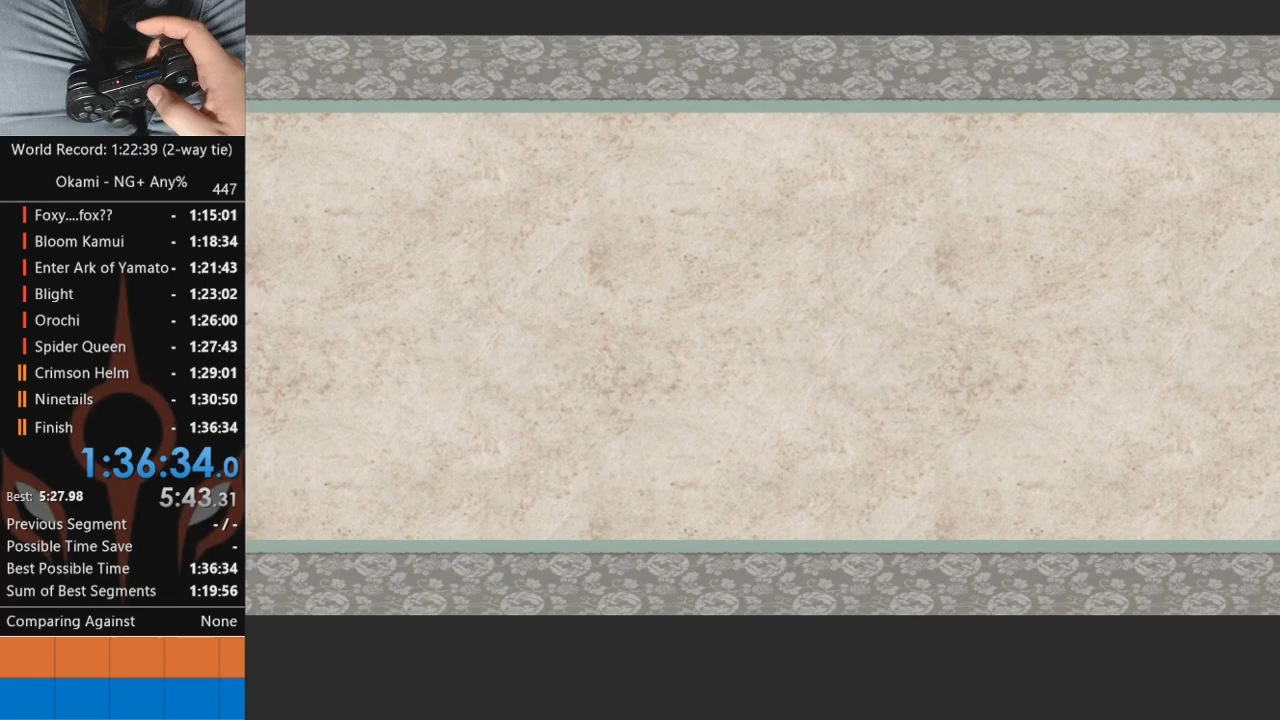 World Record: 1:22:39 (2-way tie)
Okami - NG+ Any% 447
Foxy....fox?? - 1:15:01
Bloom Kamui - 1:18:34
Enter Ark of Yamato - 1:21:43
Blight - 1:23:02
Orochi - 1:26:00
Spider Queen - 1:27:43
Crimson Helm - 1:29:01
Ninetails - 1:30:50
Finish - 1:36:34
1:36:34.0
Best: 5:27.98 5:43.31
Previous Segment - / -
Possible Time Save -
Best Possible Time 1:36:34
Sum of Best Segments 1:19:56
Comparing Against None